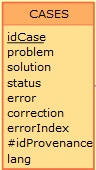 CASES
idCase
problem
solution
status
error
correction
errorIndex
#idProvenance
lang